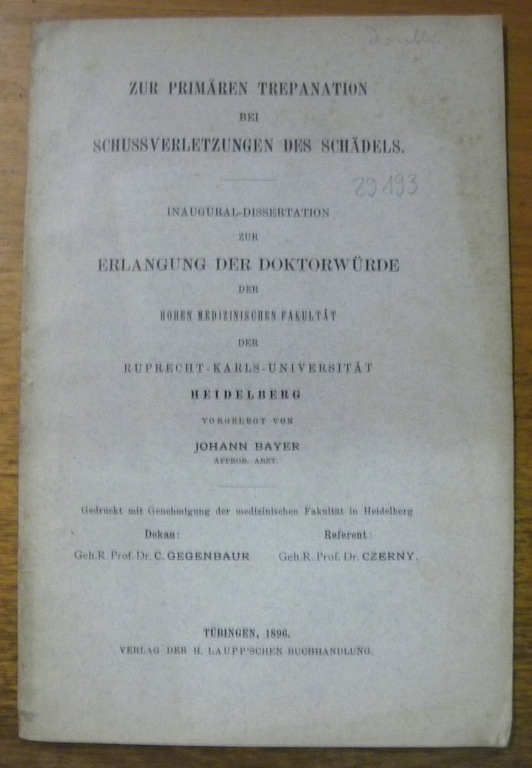 ZUR PRIMÄREN TREPANATION
BEI
SCHUSSVERLETZUNGEN DES SCHÄDELS.
29193
INAUGURAL-DISSERTATION
ZUR
ERLANGUNG DER DOKTORWÜRDE
DER
HOHEN MEDIZINISCHEN FAKULTÄT
DER
RUPRECHT-KARLS-UNIVERSITÄT
HEIDELBERG
VORGELEGT VON
JOHANN BAYER
APPROB. ARZT.
Gedruckt mit Genehmigung der medizinischen Fakultät in Heidelberg
Dekan: Referent:
Geh.R. Prof. Dr. C. GEGENBAUR Geh.R. Prof. Dr. CZERNY.
TÜBINGEN, 1896.
VERLAG DER H. LAUPP'SCHEN BUCHHANDLUNG.